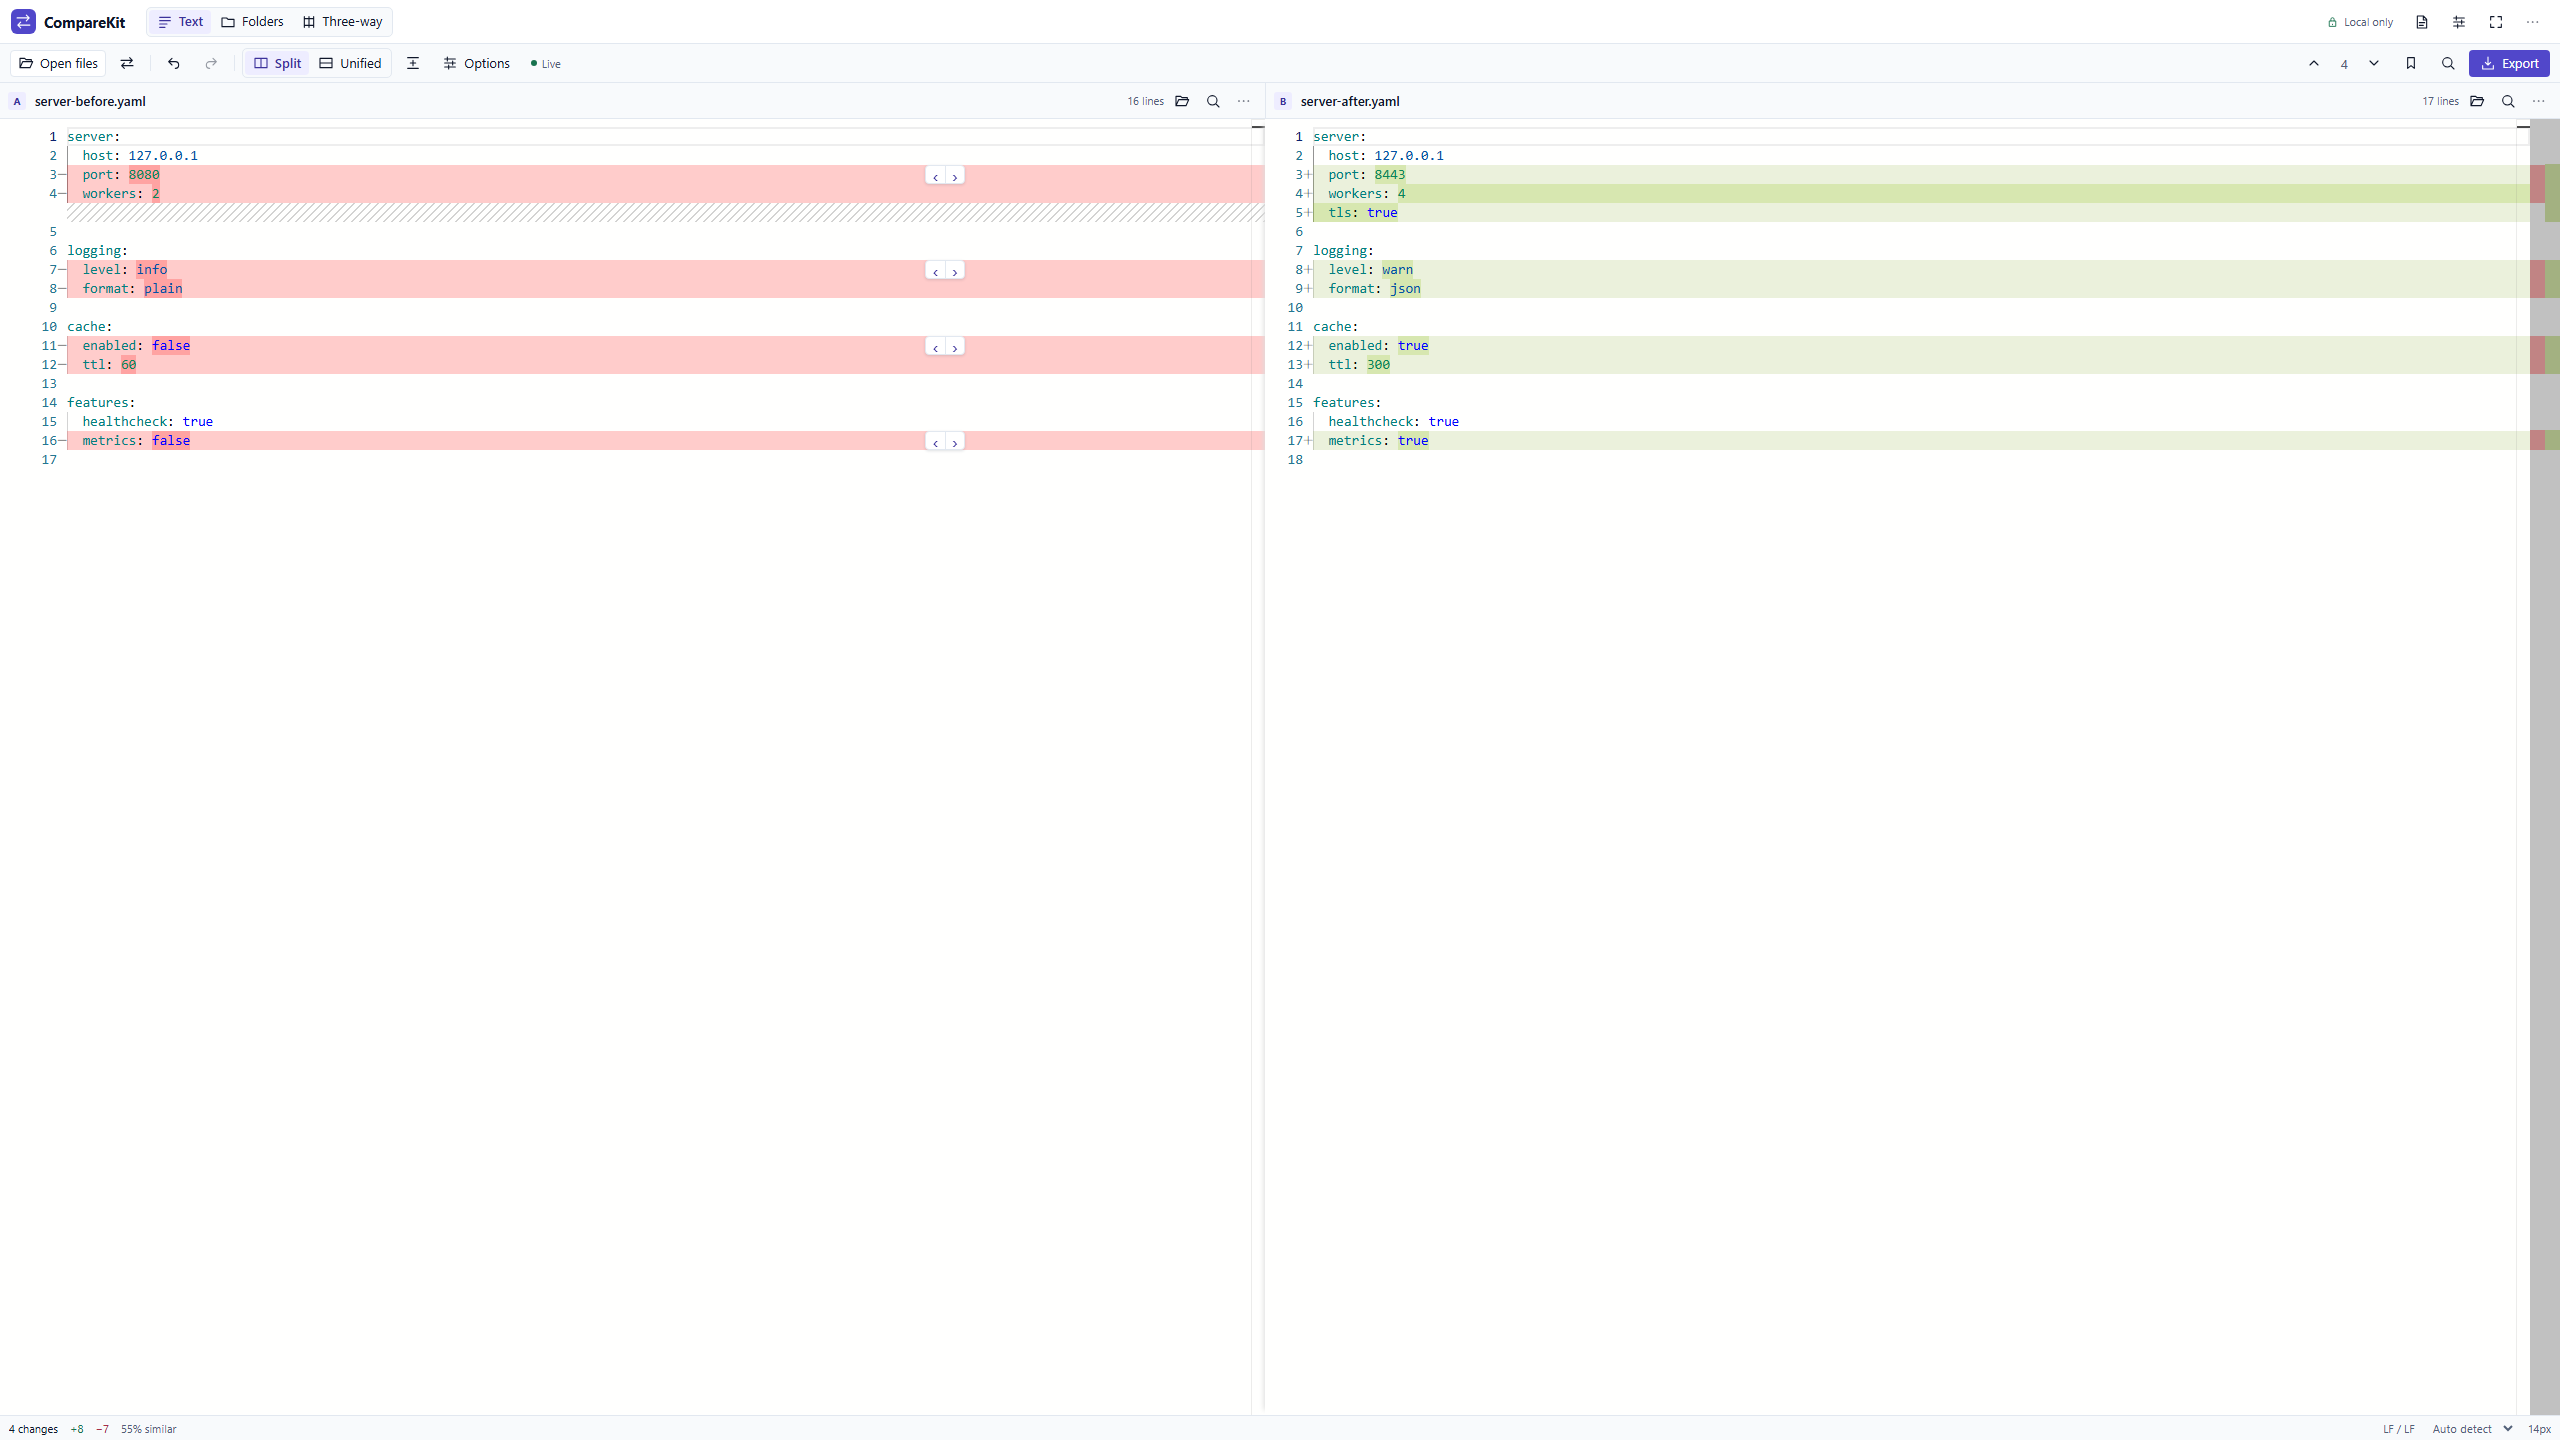 CompareKit Text Folders Three-way Local only
Open files Split Unified Options Live 4 Export
A server-before.yaml 16 lines
1 server:
2   host: 127.0.0.1
3−   port: 8080
4−   workers: 2
5
6 logging:
7−   level: info
8−   format: plain
9
10 cache:
11−   enabled: false
12−   ttl: 60
13
14 features:
15   healthcheck: true
16−   metrics: false
17
B server-after.yaml 17 lines
1 server:
2   host: 127.0.0.1
3+   port: 8443
4+   workers: 4
5+   tls: true
6
7 logging:
8+   level: warn
9+   format: json
10
11 cache:
12+   enabled: true
13+   ttl: 300
14
15 features:
16   healthcheck: true
17+   metrics: true
18
4 changes +8 −7 55% similar LF / LF Auto detect 14px